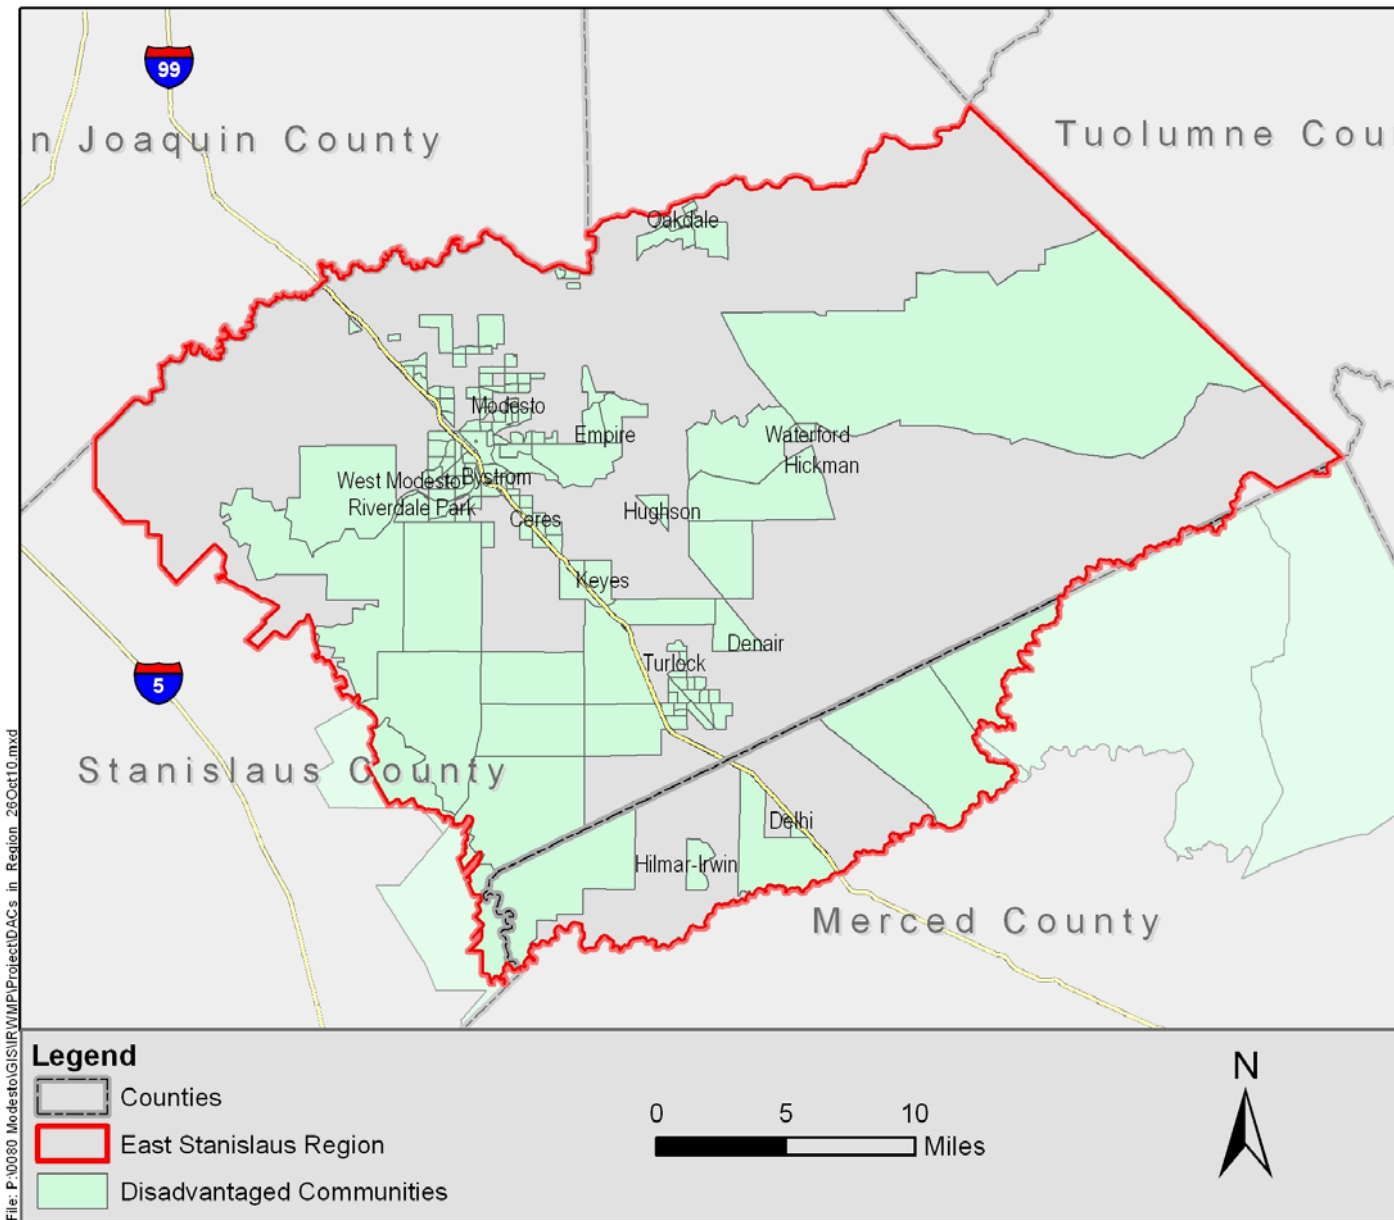 99
n Joaquin County
Tuolumne Cou
Oakdale
Modesto
Empire
Waterford
Hickman
West Modesto
Bystrom
Riverdale Park
Ceres
Hughson
Keyes
Denair
Turlock
5
Stanislaus County
Delhi
Hilmar-Irwin
Merced County
File: P:\0080 Modesto\GIS\IRWMP\Project\DACs in Region 26Oct10.mxd
Legend
Counties
East Stanislaus Region
Disadvantaged Communities
0 5 10
Miles
N